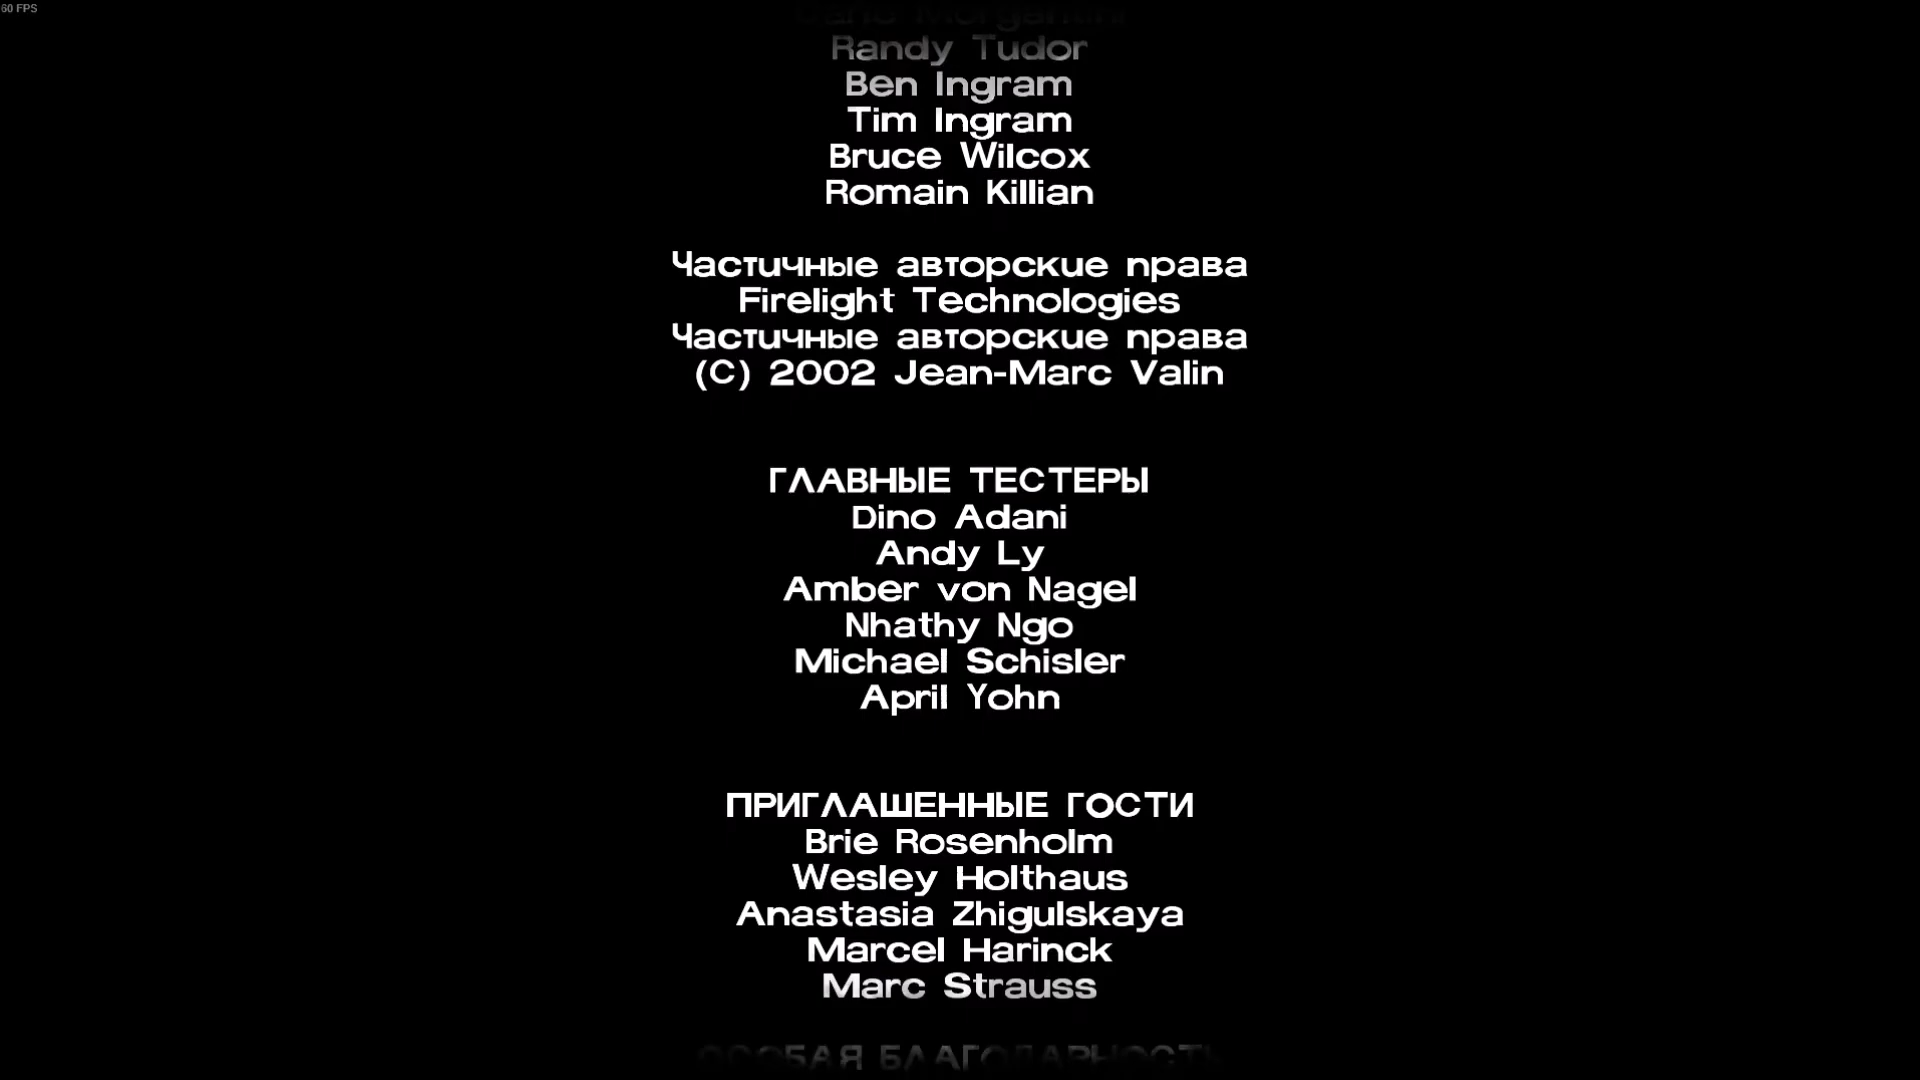 60 FPS
Randy Tudor
Ben Ingram
Tim Ingram
Bruce Wilcox
Romain Killian
Частичные авторские права
Firelight Technologies
Частичные авторские права
(C) 2002 Jean-Marc Valin
ГЛАВНЫЕ ТЕСТЕРЫ
Dino Adani
Andy Ly
Amber von Nagel
Nhathy Ngo
Michael Schisler
April Yohn
ПРИГЛАШЕННЫЕ ГОСТИ
Brie Rosenholm
Wesley Holthaus
Anastasia Zhigulskaya
Marcel Harinck
Marc Strauss
ОСОБАЯ БЛАГОДАРНОСТЬ